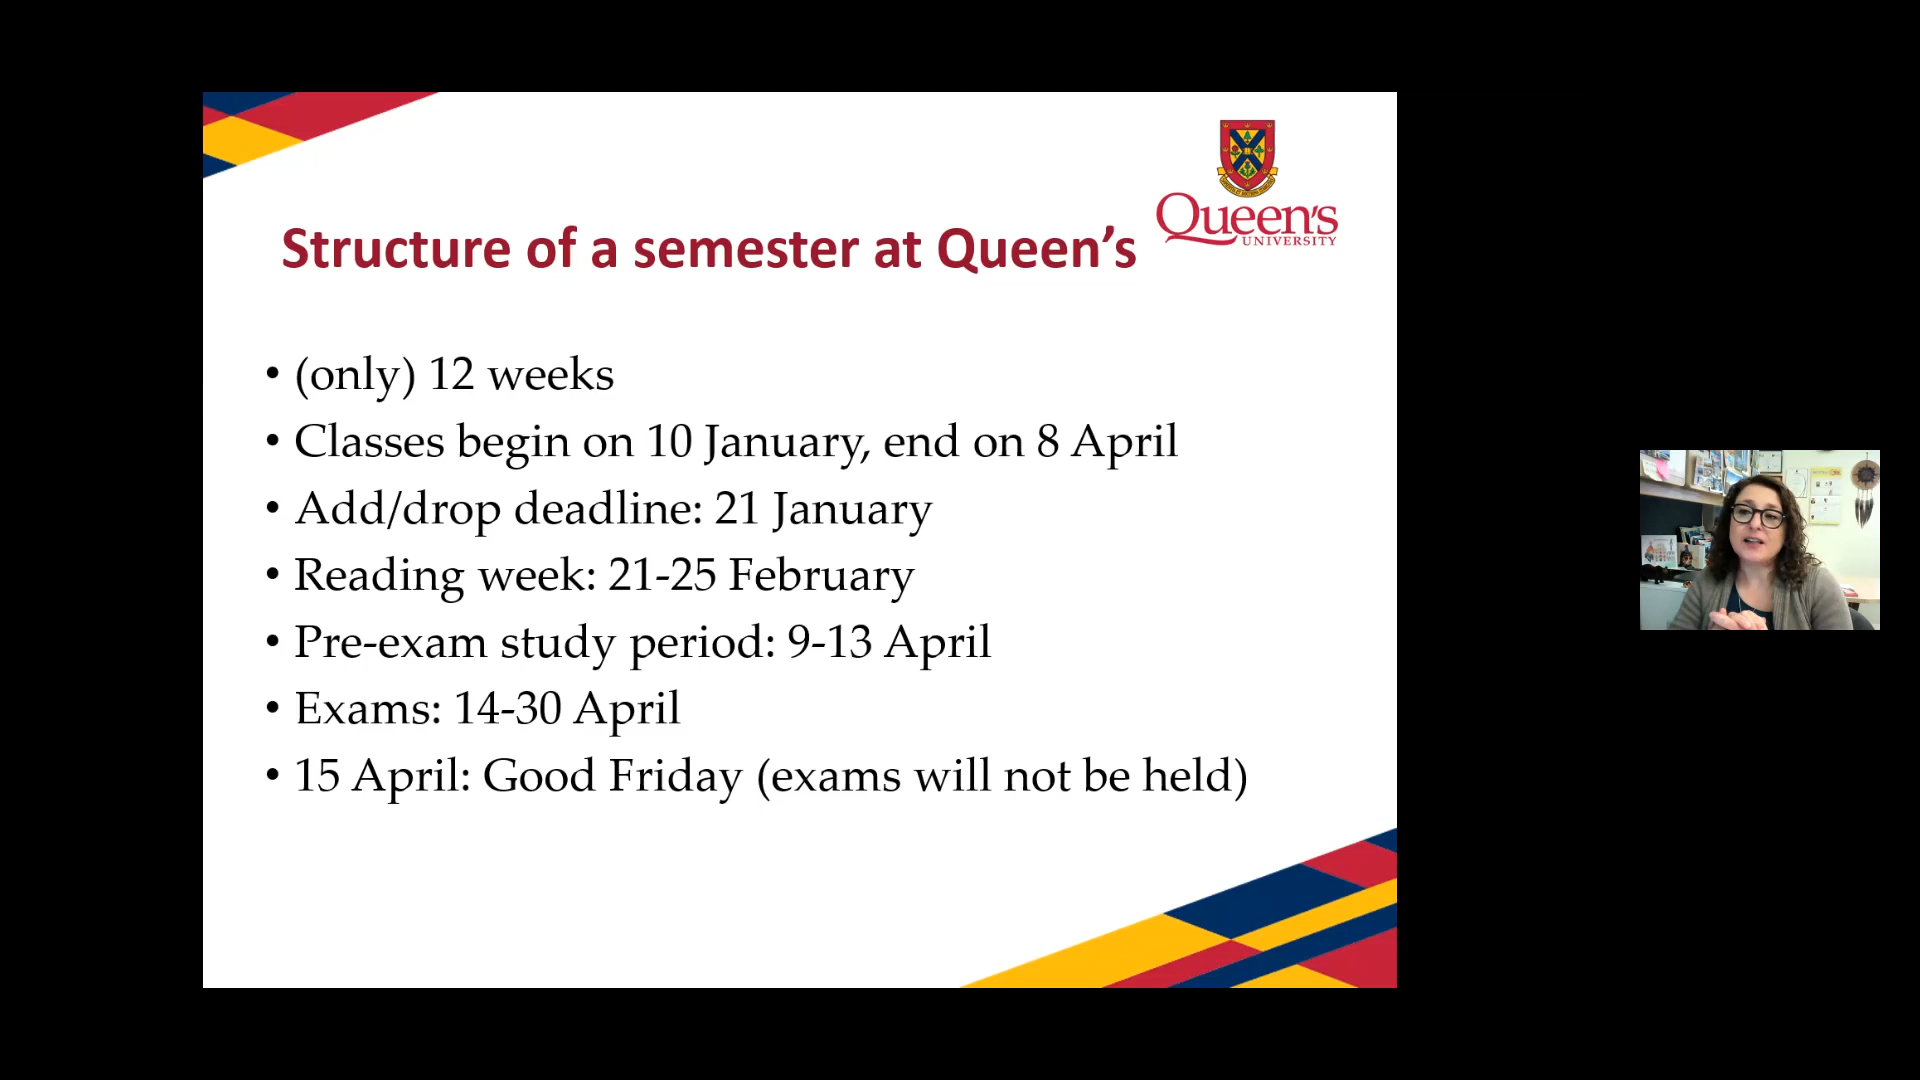 Queen's
UNIVERSITY
Structure of a semester at Queen’s
• (only) 12 weeks
• Classes begin on 10 January, end on 8 April
• Add/drop deadline: 21 January
• Reading week: 21-25 February
• Pre-exam study period: 9-13 April
• Exams: 14-30 April
• 15 April: Good Friday (exams will not be held)